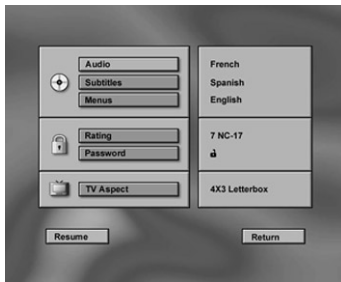 Audio French
Subtitles Spanish
Menus English
Rating 7 NC-17
Password
TV Aspect 4X3 Letterbox
Resume Return